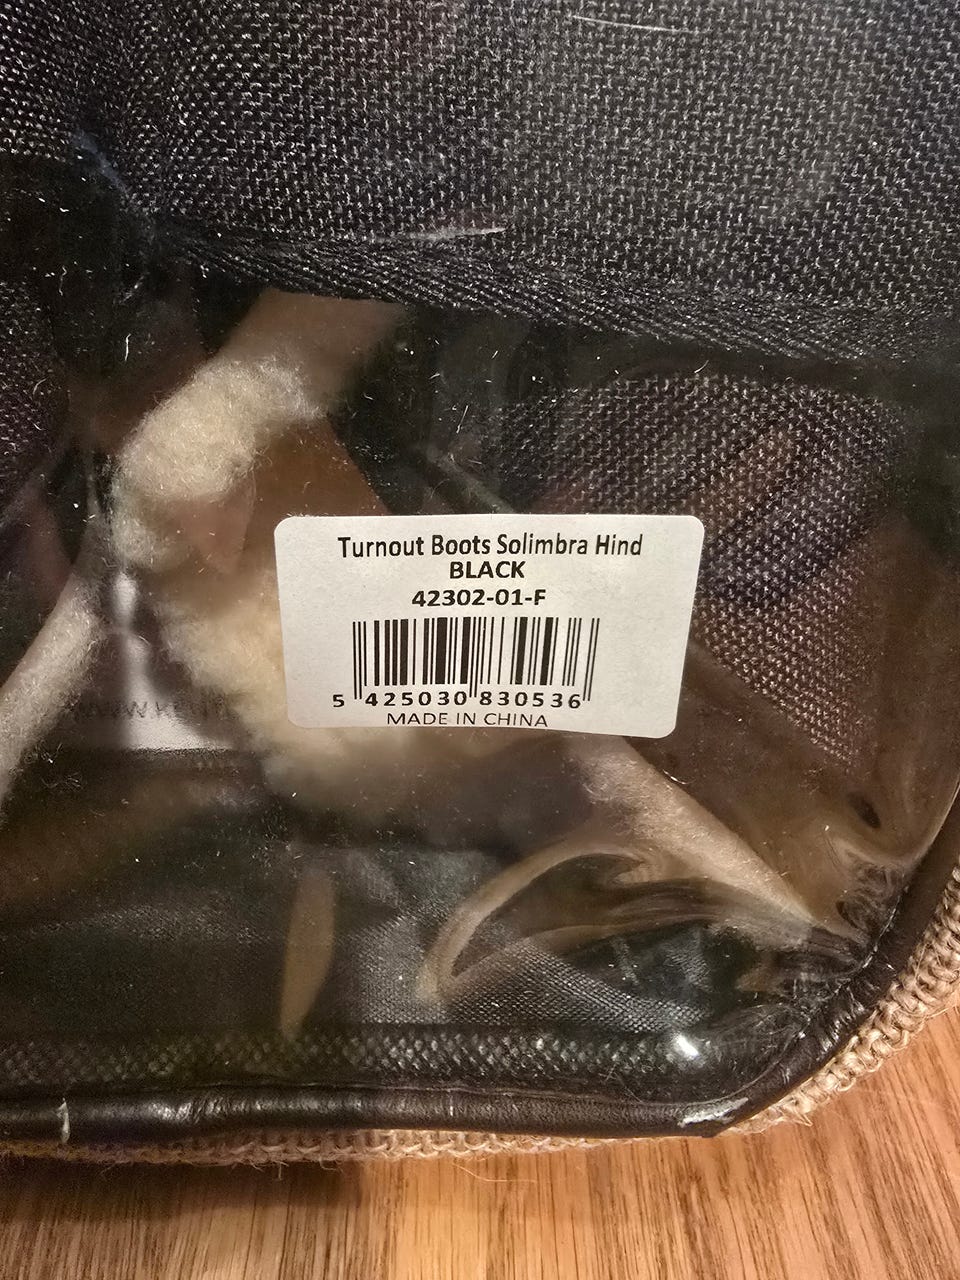 Turnout Boots Solimbra Hind
BLACK
42302-01-F
5 425030 830536
MADE IN CHINA